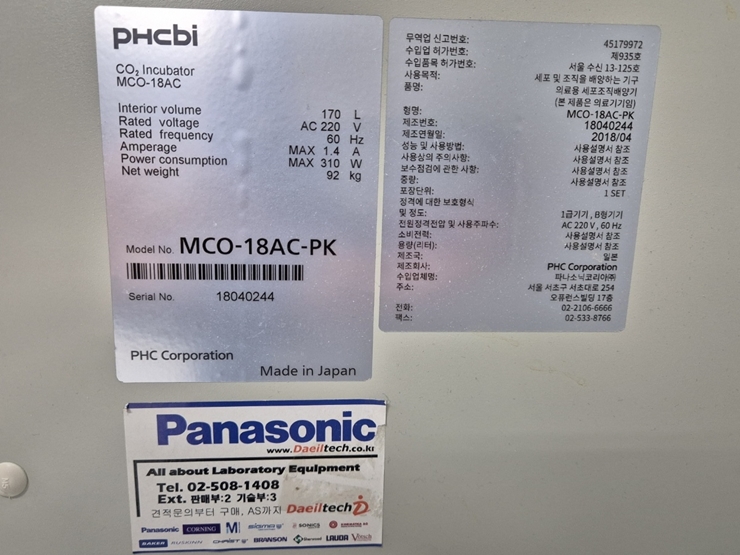 PHCbi
CO₂ Incubator
MCO-18AC
Interior volume 170 L
Rated voltage AC 220 V
Rated frequency 60 Hz
Amperage MAX 1.4 A
Power consumption MAX 310 W
Net weight 92 kg
Model No. MCO-18AC-PK
Serial No. 18040244
PHC Corporation
Made in Japan
무역업 신고번호: 45179972
수입업 허가번호: 제935호
수입품목 허가번호: 서울 수신 13-125호
사용목적: 세포 및 조직을 배양하는 기구
품명: 의료용 세포조직배양기
(본 제품은 의료기기임)
형명: MCO-18AC-PK
제조번호: 18040244
제조연월일: 2018/04
성능 및 사용방법: 사용설명서 참조
사용상의 주의사항: 사용설명서 참조
보수점검에 관한 사항: 사용설명서 참조
중량: 사용설명서 참조
포장단위: 1 SET
정격에 대한 보호형식
및 정도: 1급기기, B형기기
전원정격전압 및 사용주파수: AC 220 V, 60 Hz
소비전력: 사용설명서 참조
용량(리터): 사용설명서 참조
제조국: 일본
제조회사: PHC Corporation
수입업체명: 파나소닉코리아㈜
주소: 서울 서초구 서초대로 254
오퓨런스빌딩 17층
전화: 02-2106-6666
팩스: 02-533-8766
Panasonic
www.Daeiltech.co.kr
All about Laboratory Equipment
Tel. 02-508-1408
Ext. 판매부:2 기술부:3
견적문의부터 구매, AS까지 Daeiltech
Panasonic CORNING SIGMA SONICS
BAKER RUSKINN CHRIST BRANSON LAUDA